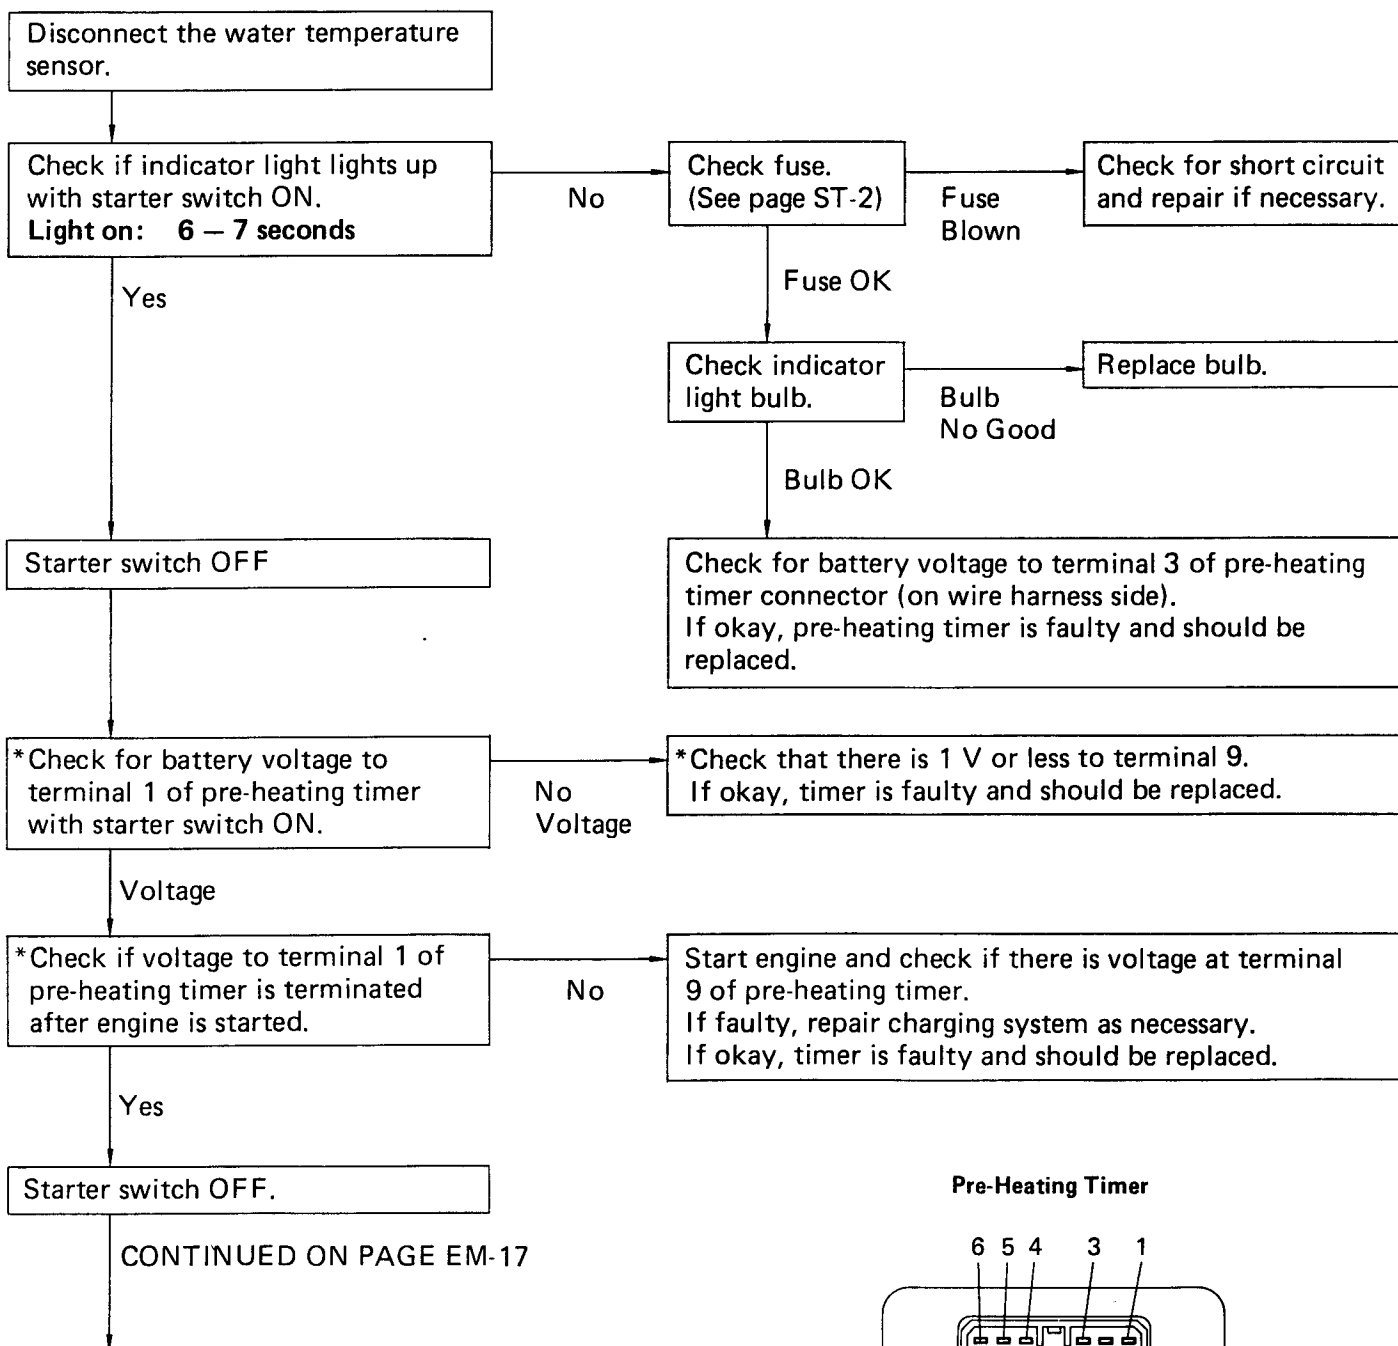 Disconnect the water temperature
sensor.
Check if indicator light lights up
with starter switch ON.
Light on: 6 – 7 seconds
No
Check fuse.
(See page ST-2)
Fuse
Blown
Check for short circuit
and repair if necessary.
Yes
Fuse OK
Check indicator
light bulb.
Bulb
No Good
Replace bulb.
Bulb OK
Starter switch OFF
Check for battery voltage to terminal 3 of pre-heating
timer connector (on wire harness side).
If okay, pre-heating timer is faulty and should be
replaced.
*Check for battery voltage to
terminal 1 of pre-heating timer
with starter switch ON.
No
Voltage
*Check that there is 1 V or less to terminal 9.
If okay, timer is faulty and should be replaced.
Voltage
*Check if voltage to terminal 1 of
pre-heating timer is terminated
after engine is started.
No
Start engine and check if there is voltage at terminal
9 of pre-heating timer.
If faulty, repair charging system as necessary.
If okay, timer is faulty and should be replaced.
Yes
Starter switch OFF.
CONTINUED ON PAGE EM-17
Pre-Heating Timer
6 5 4 3 1